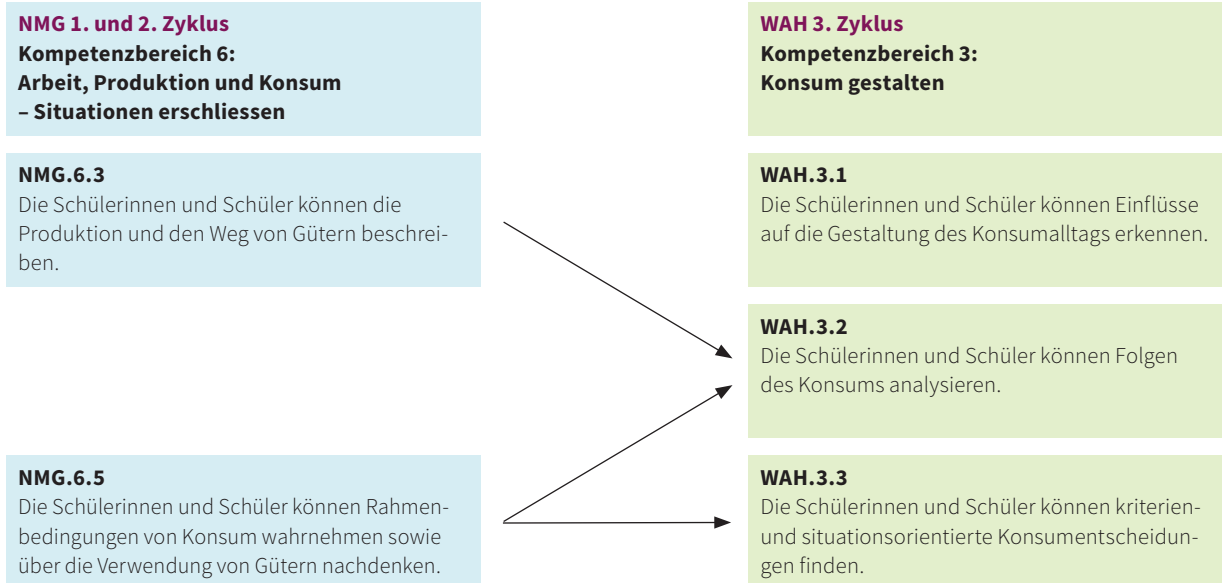 NMG 1. und 2. Zyklus
Kompetenzbereich 6:
Arbeit, Produktion und Konsum
– Situationen erschliessen
WAH 3. Zyklus
Kompetenzbereich 3:
Konsum gestalten
NMG.6.3
Die Schülerinnen und Schüler können die
Produktion und den Weg von Gütern beschrei-
ben.
WAH.3.1
Die Schülerinnen und Schüler können Einflüsse
auf die Gestaltung des Konsumalltags erkennen.
WAH.3.2
Die Schülerinnen und Schüler können Folgen
des Konsums analysieren.
NMG.6.5
Die Schülerinnen und Schüler können Rahmen-
bedingungen von Konsum wahrnehmen sowie
über die Verwendung von Gütern nachdenken.
WAH.3.3
Die Schülerinnen und Schüler können kriterien-
und situationsorientierte Konsumentscheidun-
gen finden.